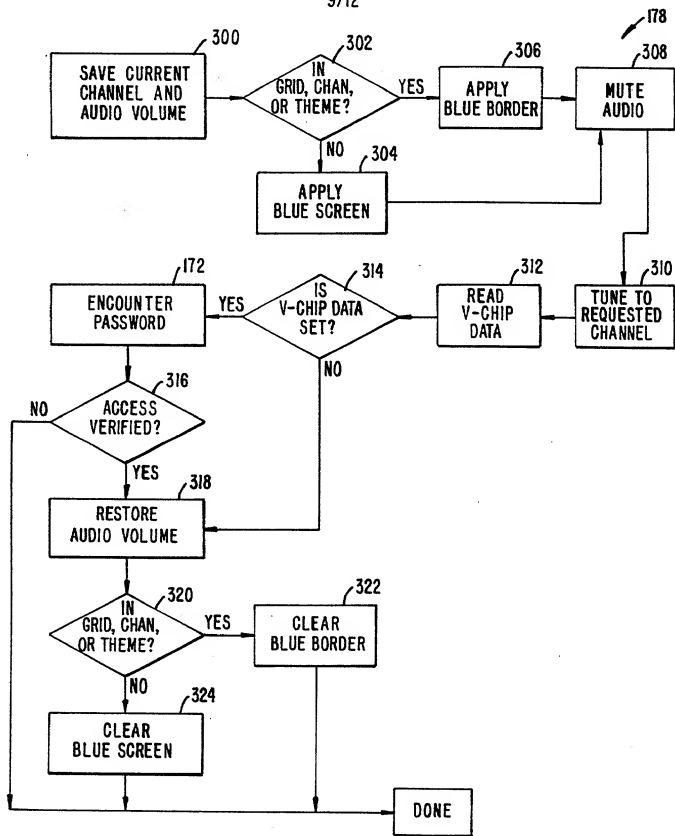 9/12
178
300
SAVE CURRENT
CHANNEL AND
AUDIO VOLUME
302
IN
GRID, CHAN,
OR THEME?
YES
NO
306
APPLY
BLUE BORDER
308
MUTE
AUDIO
304
APPLY
BLUE SCREEN
172
ENCOUNTER
PASSWORD
YES
314
IS
V-CHIP DATA
SET?
NO
312
READ
V-CHIP
DATA
310
TUNE TO
REQUESTED
CHANNEL
316
NO
ACCESS
VERIFIED?
YES
318
RESTORE
AUDIO VOLUME
320
IN
GRID, CHAN,
OR THEME?
YES
NO
322
CLEAR
BLUE BORDER
324
CLEAR
BLUE SCREEN
DONE